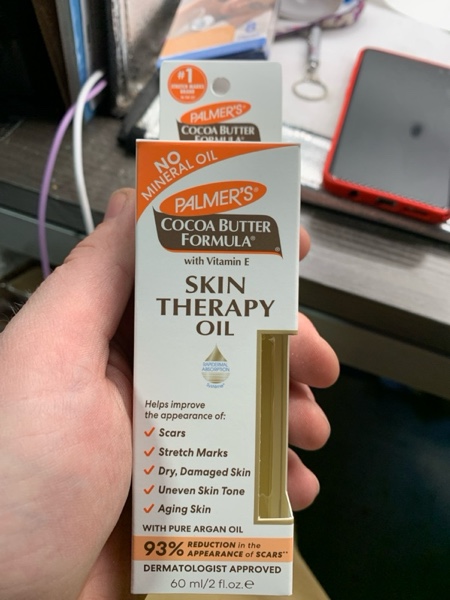 #1
PALMER'S®
COCOA BUTTER
FORMULA®
NO
MINERAL OIL
PALMER'S®
COCOA BUTTER
FORMULA®
with Vitamin E
SKIN
THERAPY
OIL
Helps improve
the appearance of:
✓ Scars
✓ Stretch Marks
✓ Dry, Damaged Skin
✓ Uneven Skin Tone
✓ Aging Skin
WITH PURE ARGAN OIL
93% REDUCTION in the
APPEARANCE of SCARS**
DERMATOLOGIST APPROVED
60 ml/2 fl.oz.e